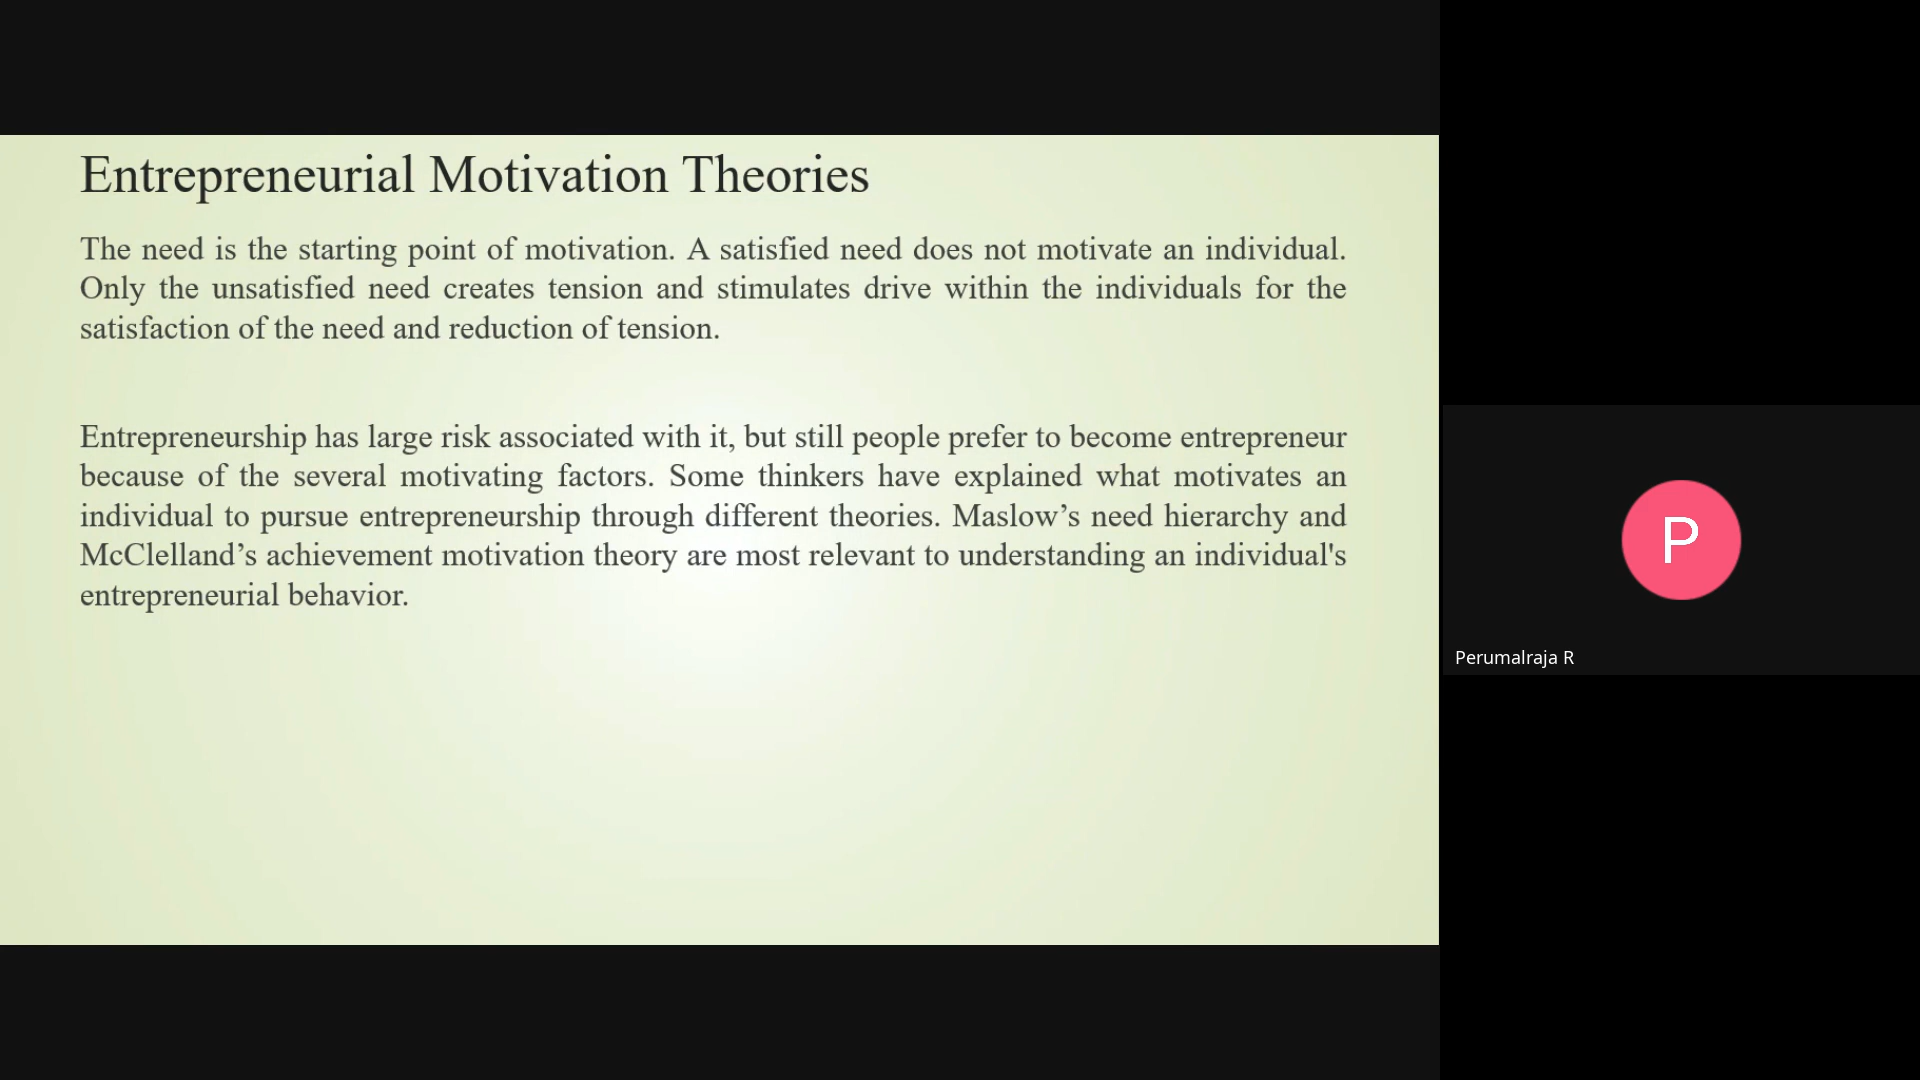 Entrepreneurial Motivation Theories
The need is the starting point of motivation. A satisfied need does not motivate an individual.
Only the unsatisfied need creates tension and stimulates drive within the individuals for the
satisfaction of the need and reduction of tension.
Entrepreneurship has large risk associated with it, but still people prefer to become entrepreneur
because of the several motivating factors. Some thinkers have explained what motivates an
individual to pursue entrepreneurship through different theories. Maslow’s need hierarchy and
McClelland’s achievement motivation theory are most relevant to understanding an individual's
entrepreneurial behavior.
P
Perumalraja R